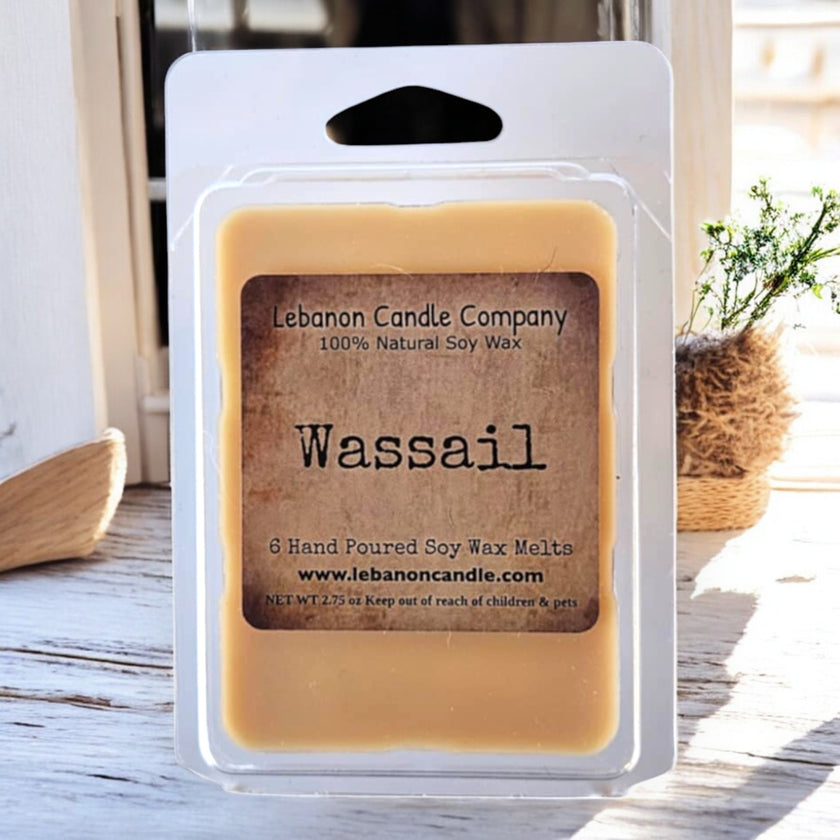 Lebanon Candle Company
100% Natural Soy Wax
Wassail
6 Hand Poured Soy Wax Melts
www.lebanoncandle.com
NET WT 2.75 oz Keep out of reach of children & pets